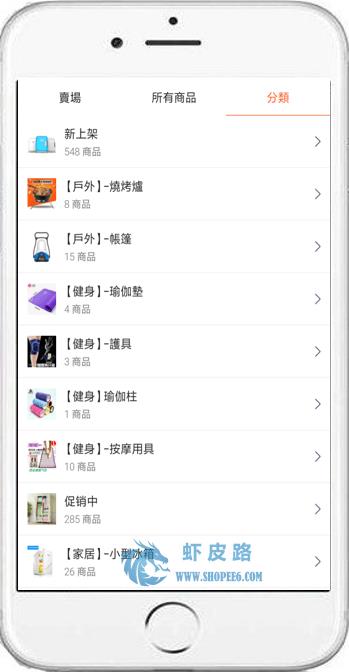 賣場 所有商品 分類
新上架
548 商品
【戶外】-燒烤爐
8 商品
【戶外】-帳篷
15 商品
【健身】-瑜伽墊
4 商品
【健身】-護具
3 商品
【健身】瑜伽柱
1 商品
【健身】-按摩用具
10 商品
促销中
285 商品
【家居】-小型冰箱
26 商品
虾皮路
WWW.SHOPEE6.COM